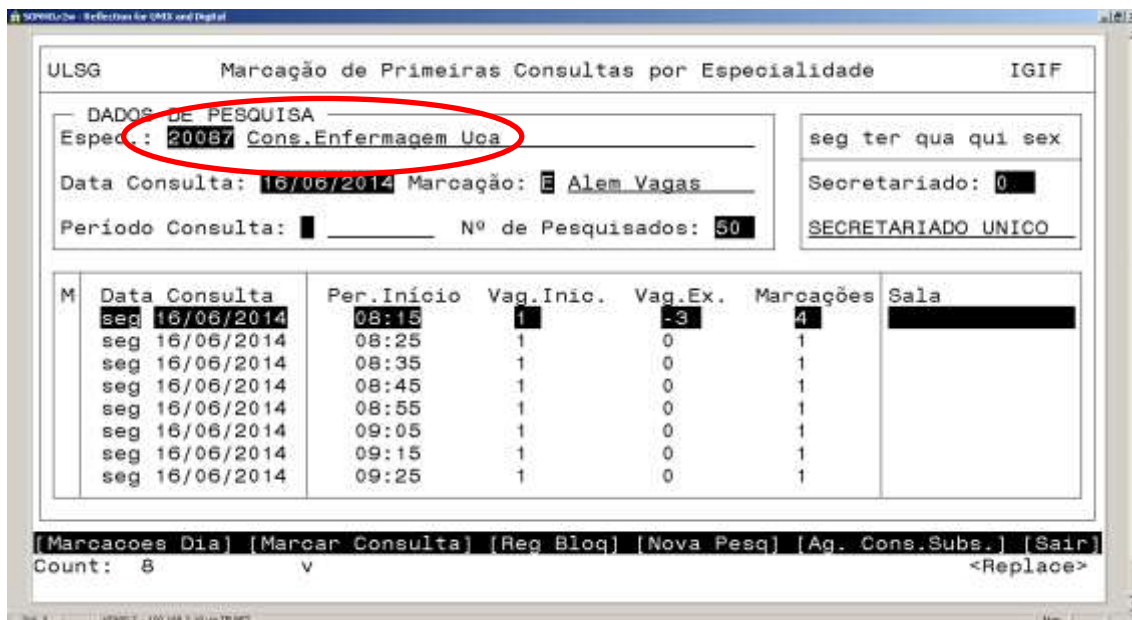 SONHO.r2w - Reflection for UNIX and Digital
ULSG Marcação de Primeiras Consultas por Especialidade IGIF
DADOS DE PESQUISA
Espec.: 20087 Cons.Enfermagem Uca
seg ter qua qui sex
Data Consulta: 16/06/2014 Marcação: E Alem Vagas
Secretariado: 0
Período Consulta: Nº de Pesquisados: 50
SECRETARIADO UNICO
M Data Consulta Per.Início Vag.Inic. Vag.Ex. Marcações Sala
seg 16/06/2014 08:15 1 -3 4
seg 16/06/2014 08:25 1 0 1
seg 16/06/2014 08:35 1 0 1
seg 16/06/2014 08:45 1 0 1
seg 16/06/2014 08:55 1 0 1
seg 16/06/2014 09:05 1 0 1
seg 16/06/2014 09:15 1 0 1
seg 16/06/2014 09:25 1 0 1
[Marcacoes Dia] [Marcar Consulta] [Reg Bloq] [Nova Pesq] [Ag. Cons.Subs.] [Sair]
Count: 8 v <Replace>